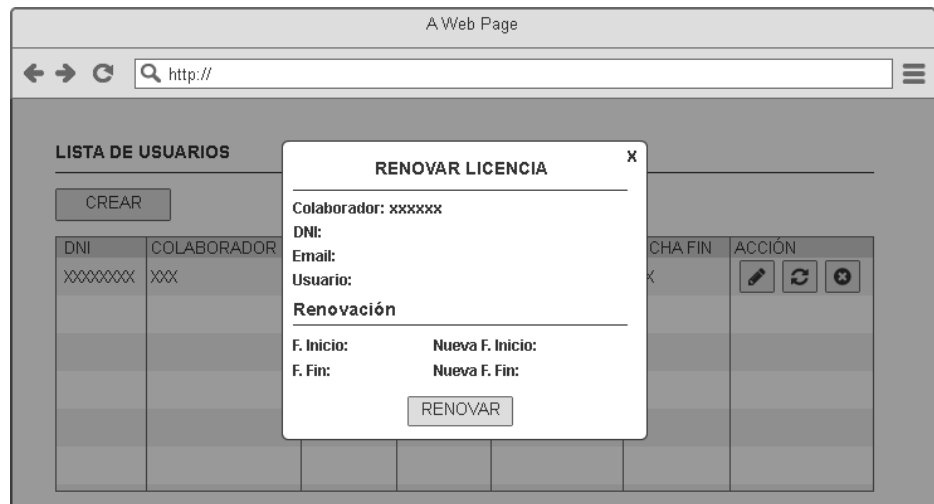 A Web Page
http://
LISTA DE USUARIOS
CREAR
DNI COLABORADOR CHA FIN ACCIÓN
XXXXXXXX XXX X
RENOVAR LICENCIA X
Colaborador: xxxxxx
DNI:
Email:
Usuario:
Renovación
F. Inicio: Nueva F. Inicio:
F. Fin: Nueva F. Fin:
RENOVAR